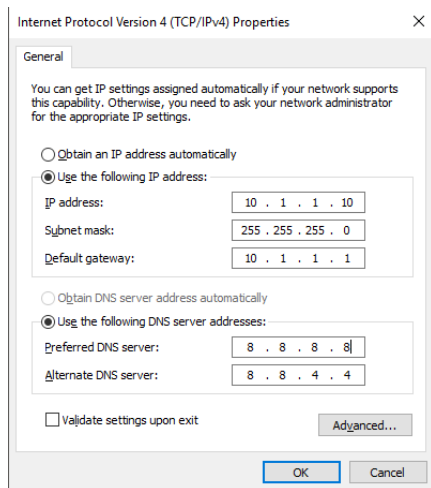 Internet Protocol Version 4 (TCP/IPv4) Properties
General
You can get IP settings assigned automatically if your network supports
this capability. Otherwise, you need to ask your network administrator
for the appropriate IP settings.
Obtain an IP address automatically
Use the following IP address:
IP address: 10 . 1 . 1 . 10
Subnet mask: 255 . 255 . 255 . 0
Default gateway: 10 . 1 . 1 . 1
Obtain DNS server address automatically
Use the following DNS server addresses:
Preferred DNS server: 8 . 8 . 8 . 8
Alternate DNS server: 8 . 8 . 4 . 4
Validate settings upon exit
Advanced...
OK Cancel